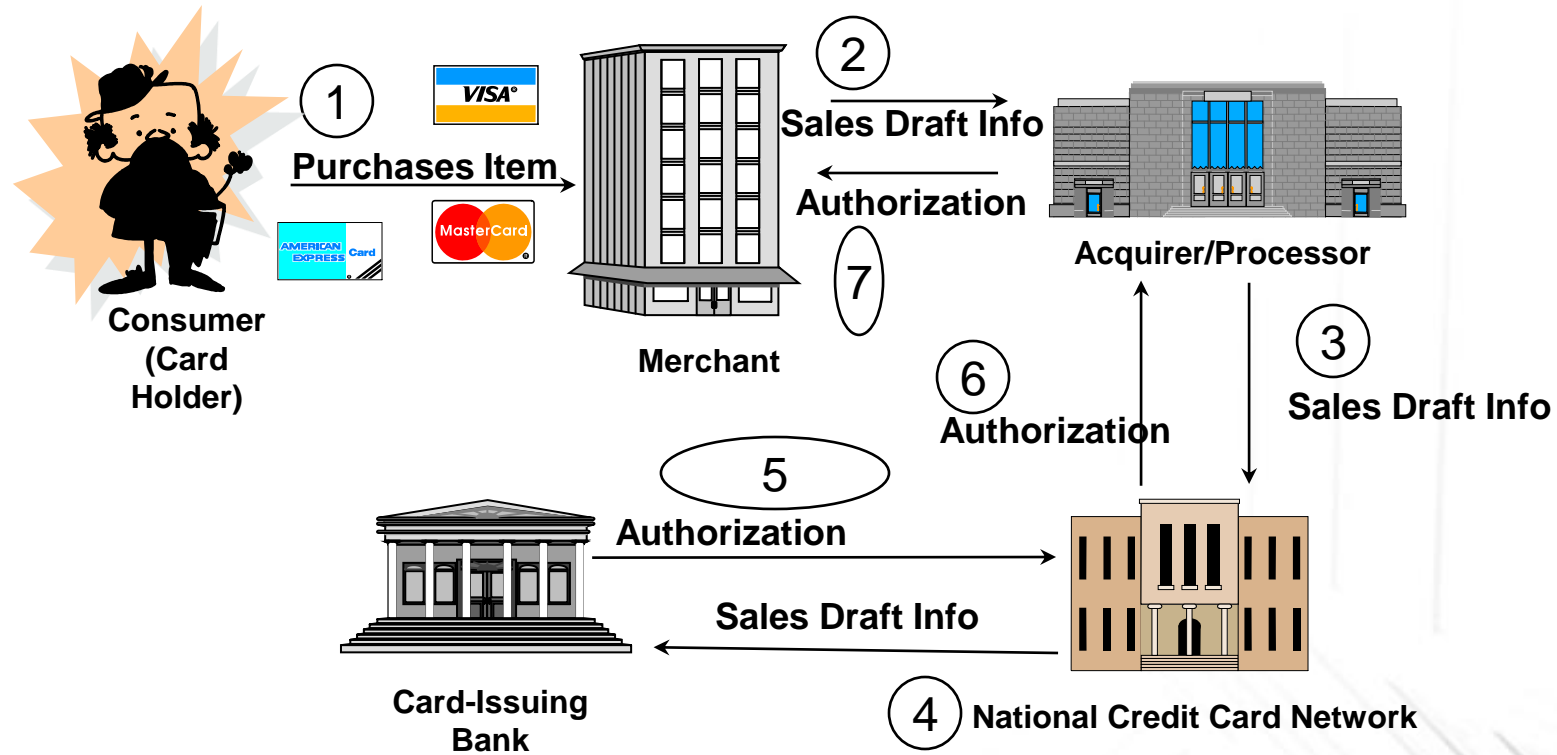 1
VISA®
Purchases Item
AMERICAN
EXPRESS
Card
®
MasterCard
®
Consumer
(Card
Holder)
Merchant
2
Sales Draft Info
Authorization
7
Acquirer/Processor
3
Sales Draft Info
6
Authorization
5
Authorization
Sales Draft Info
Card-Issuing
Bank
4
National Credit Card Network